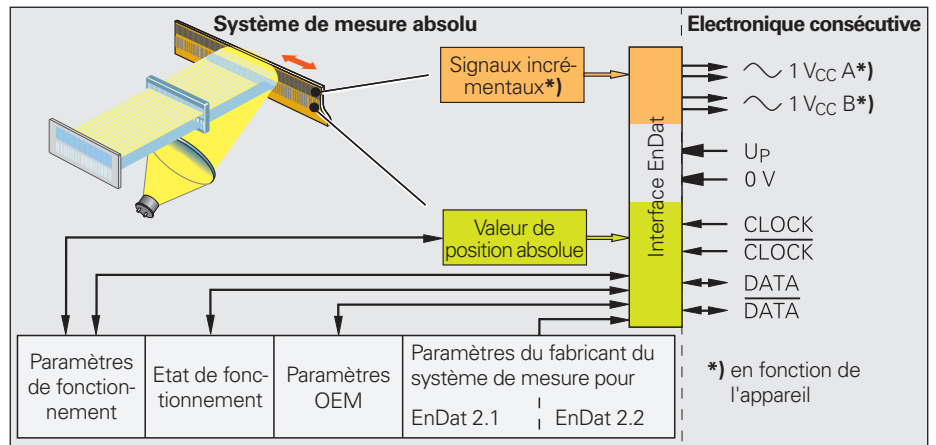 Système de mesure absolu
Electronique consécutive
Signaux incré-
mentaux*)
1 VCC A*)
1 VCC B*)
UP
0 V
Interface EnDat
Valeur de
position absolue
CLOCK
CLOCK
DATA
DATA
Paramètres
de fonction-
nement
Etat de fonc-
tionnement
Paramètres
OEM
Paramètres du fabricant du
système de mesure pour
EnDat 2.1
EnDat 2.2
*) en fonction de
l'appareil